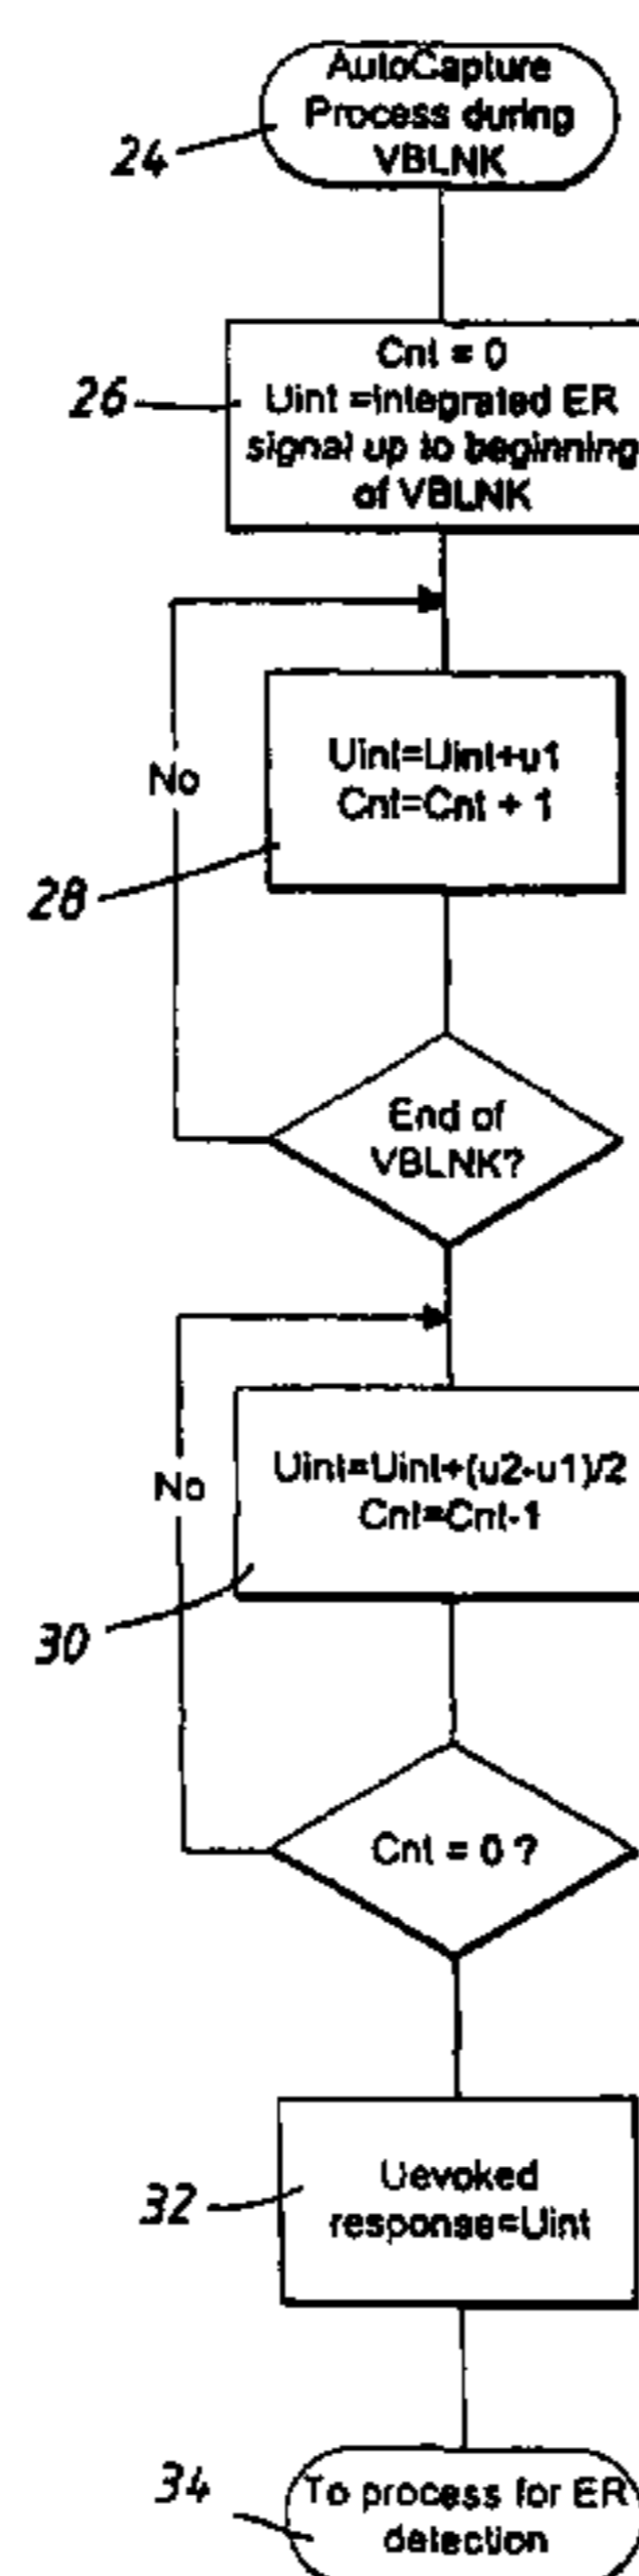 AutoCapture
Process during
VBLNK
24
Cnt = 0
Uint =integrated ER
signal up to beginning
of VBLNK
26
Uint=Uint+u1
Cnt=Cnt + 1
No
28
End of
VBLNK?
Uint=Uint+(u2-u1)/2
Cnt=Cnt-1
No
30
Cnt = 0 ?
Uevoked
response=Uint
32
To process for ER
detection
34